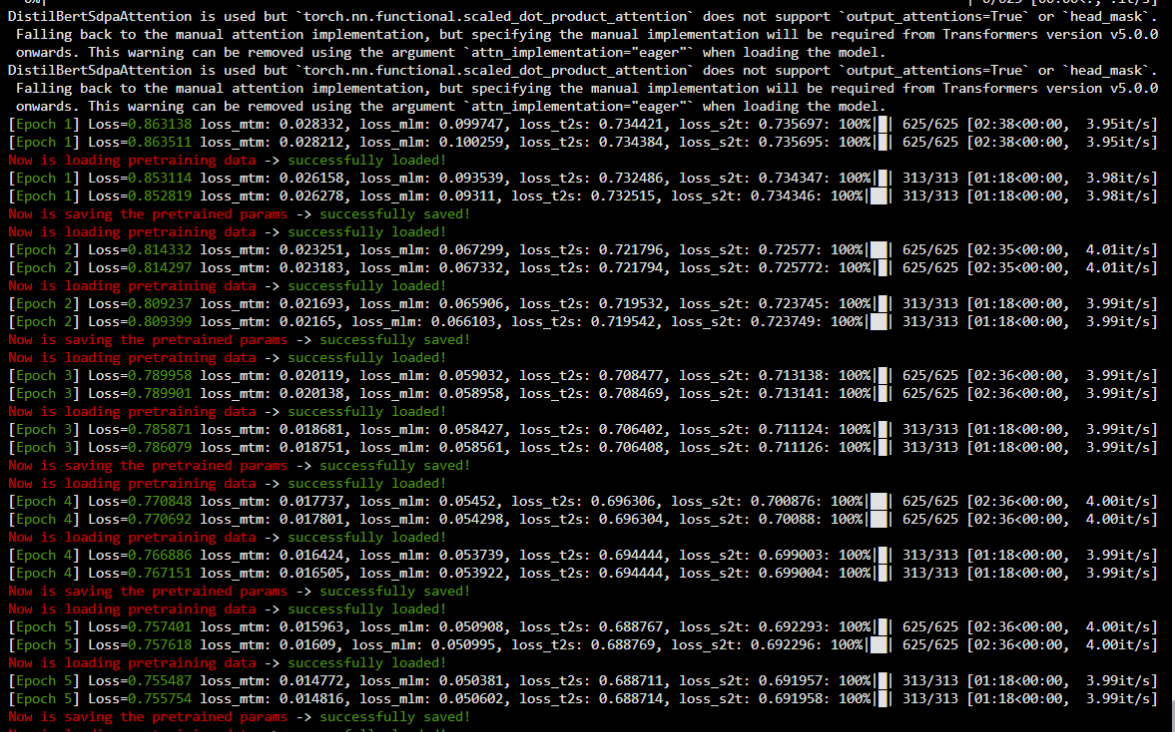 DistilBertSdpaAttention is used but `torch.nn.functional.scaled_dot_product_attention` does not support `output_attentions=True` or `head_mask`.
Falling back to the manual attention implementation, but specifying the manual implementation will be required from Transformers version v5.0.0
onwards. This warning can be removed using the argument `attn_implementation="eager"` when loading the model.
DistilBertSdpaAttention is used but `torch.nn.functional.scaled_dot_product_attention` does not support `output_attentions=True` or `head_mask`.
Falling back to the manual attention implementation, but specifying the manual implementation will be required from Transformers version v5.0.0
onwards. This warning can be removed using the argument `attn_implementation="eager"` when loading the model.
[Epoch 1] Loss=0.863138 loss_mtm: 0.028332, loss_mlm: 0.099747, loss_t2s: 0.734421, loss_s2t: 0.735697: 100%|█| 625/625 [02:38<00:00, 3.95it/s]
[Epoch 1] Loss=0.863511 loss_mtm: 0.028212, loss_mlm: 0.100259, loss_t2s: 0.734384, loss_s2t: 0.735695: 100%|█| 625/625 [02:38<00:00, 3.95it/s]
Now is loading pretraining data -> successfully loaded!
[Epoch 1] Loss=0.853114 loss_mtm: 0.026158, loss_mlm: 0.093539, loss_t2s: 0.732486, loss_s2t: 0.734347: 100%|█| 313/313 [01:18<00:00, 3.98it/s]
[Epoch 1] Loss=0.852819 loss_mtm: 0.026278, loss_mlm: 0.09311, loss_t2s: 0.732515, loss_s2t: 0.734346: 100%|██| 313/313 [01:18<00:00, 3.98it/s]
Now is saving the pretrained params -> successfully saved!
Now is loading pretraining data -> successfully loaded!
[Epoch 2] Loss=0.814332 loss_mtm: 0.023251, loss_mlm: 0.067299, loss_t2s: 0.721796, loss_s2t: 0.72577: 100%|██| 625/625 [02:35<00:00, 4.01it/s]
[Epoch 2] Loss=0.814297 loss_mtm: 0.023183, loss_mlm: 0.067332, loss_t2s: 0.721794, loss_s2t: 0.725772: 100%|█| 625/625 [02:35<00:00, 4.01it/s]
Now is loading pretraining data -> successfully loaded!
[Epoch 2] Loss=0.809237 loss_mtm: 0.021693, loss_mlm: 0.065906, loss_t2s: 0.719532, loss_s2t: 0.723745: 100%|█| 313/313 [01:18<00:00, 3.99it/s]
[Epoch 2] Loss=0.809399 loss_mtm: 0.02165, loss_mlm: 0.066103, loss_t2s: 0.719542, loss_s2t: 0.723749: 100%|██| 313/313 [01:18<00:00, 3.99it/s]
Now is saving the pretrained params -> successfully saved!
Now is loading pretraining data -> successfully loaded!
[Epoch 3] Loss=0.789958 loss_mtm: 0.020119, loss_mlm: 0.059032, loss_t2s: 0.708477, loss_s2t: 0.713138: 100%|█| 625/625 [02:36<00:00, 3.99it/s]
[Epoch 3] Loss=0.789901 loss_mtm: 0.020138, loss_mlm: 0.058958, loss_t2s: 0.708469, loss_s2t: 0.713141: 100%|█| 625/625 [02:36<00:00, 3.99it/s]
Now is loading pretraining data -> successfully loaded!
[Epoch 3] Loss=0.785871 loss_mtm: 0.018681, loss_mlm: 0.058427, loss_t2s: 0.706402, loss_s2t: 0.711124: 100%|█| 313/313 [01:18<00:00, 3.99it/s]
[Epoch 3] Loss=0.786079 loss_mtm: 0.018751, loss_mlm: 0.058561, loss_t2s: 0.706408, loss_s2t: 0.711126: 100%|█| 313/313 [01:18<00:00, 3.99it/s]
Now is saving the pretrained params -> successfully saved!
Now is loading pretraining data -> successfully loaded!
[Epoch 4] Loss=0.770848 loss_mtm: 0.017737, loss_mlm: 0.05452, loss_t2s: 0.696306, loss_s2t: 0.700876: 100%|██| 625/625 [02:36<00:00, 4.00it/s]
[Epoch 4] Loss=0.770692 loss_mtm: 0.017801, loss_mlm: 0.054298, loss_t2s: 0.696304, loss_s2t: 0.70088: 100%|██| 625/625 [02:36<00:00, 4.00it/s]
Now is loading pretraining data -> successfully loaded!
[Epoch 4] Loss=0.766886 loss_mtm: 0.016424, loss_mlm: 0.053739, loss_t2s: 0.694444, loss_s2t: 0.699003: 100%|█| 313/313 [01:18<00:00, 3.99it/s]
[Epoch 4] Loss=0.767151 loss_mtm: 0.016505, loss_mlm: 0.053922, loss_t2s: 0.694444, loss_s2t: 0.699004: 100%|█| 313/313 [01:18<00:00, 3.99it/s]
Now is saving the pretrained params -> successfully saved!
Now is loading pretraining data -> successfully loaded!
[Epoch 5] Loss=0.757401 loss_mtm: 0.015963, loss_mlm: 0.050908, loss_t2s: 0.688767, loss_s2t: 0.692293: 100%|█| 625/625 [02:36<00:00, 4.00it/s]
[Epoch 5] Loss=0.757618 loss_mtm: 0.01609, loss_mlm: 0.050995, loss_t2s: 0.688769, loss_s2t: 0.692296: 100%|██| 625/625 [02:36<00:00, 4.00it/s]
Now is loading pretraining data -> successfully loaded!
[Epoch 5] Loss=0.755487 loss_mtm: 0.014772, loss_mlm: 0.050381, loss_t2s: 0.688711, loss_s2t: 0.691957: 100%|█| 313/313 [01:18<00:00, 3.99it/s]
[Epoch 5] Loss=0.755754 loss_mtm: 0.014816, loss_mlm: 0.050602, loss_t2s: 0.688714, loss_s2t: 0.691958: 100%|█| 313/313 [01:18<00:00, 3.99it/s]
Now is saving the pretrained params -> successfully saved!